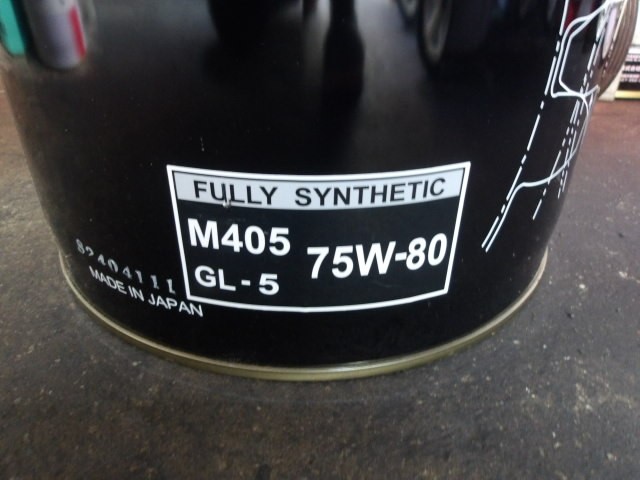 FULLY SYNTHETIC
M405
GL-5
75W-80
82404111
MADE IN JAPAN